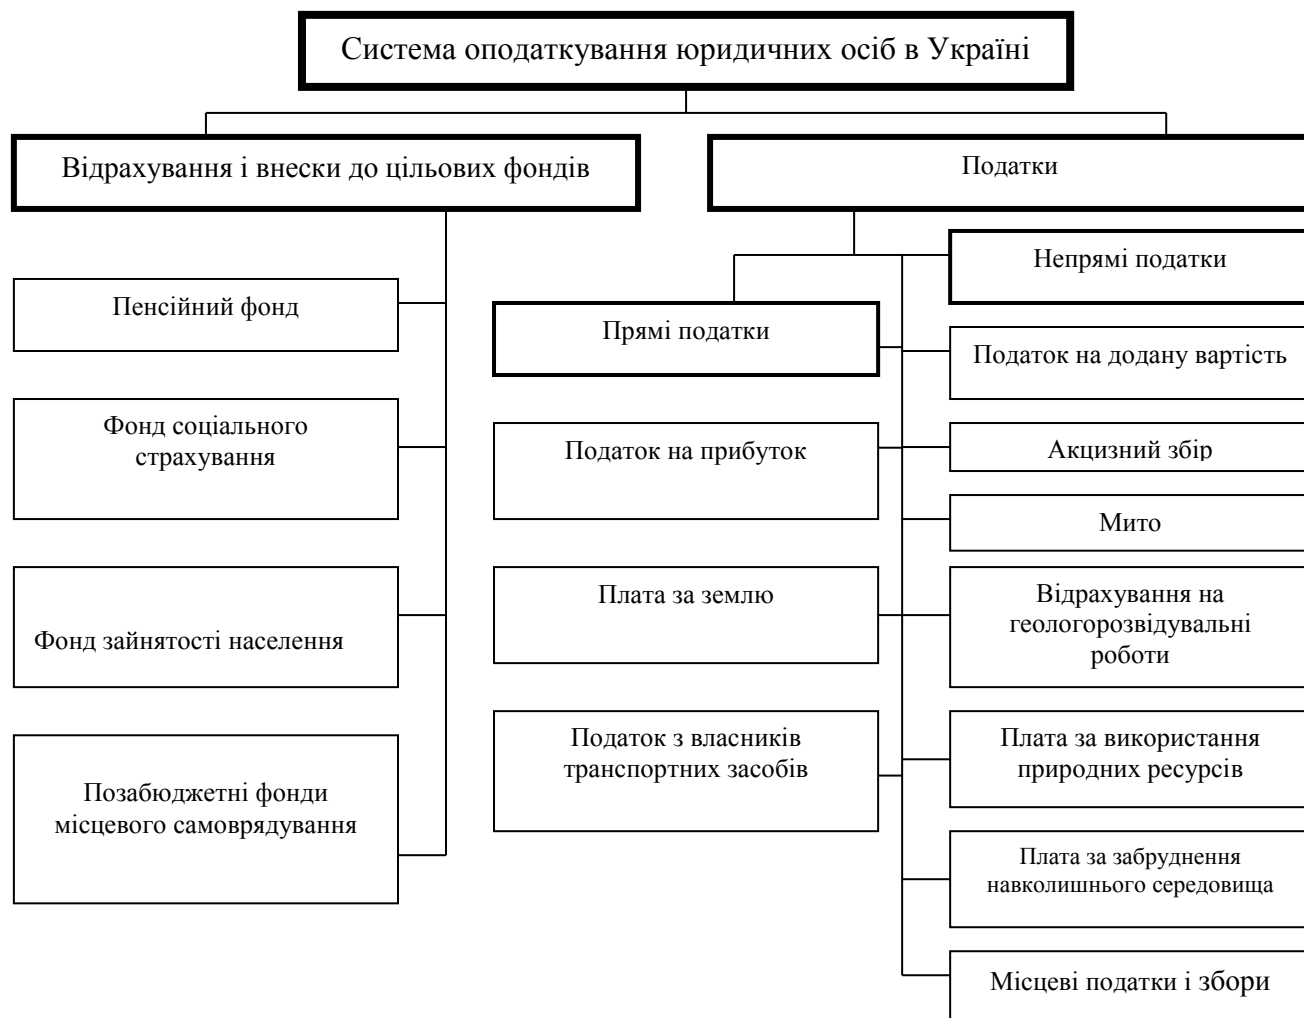 Система оподаткування юридичних осіб в Україні
Відрахування і внески до цільових фондів
Податки
Пенсійний фонд
Фонд соціального
страхування
Фонд зайнятості населення
Позабюджетні фонди
місцевого самоврядування
Прямі податки
Податок на прибуток
Плата за землю
Податок з власників
транспортних засобів
Непрямі податки
Податок на додану вартість
Акцизний збір
Мито
Відрахування на
геологорозвідувальні
роботи
Плата за використання
природних ресурсів
Плата за забруднення
навколишнього середовища
Місцеві податки і збори